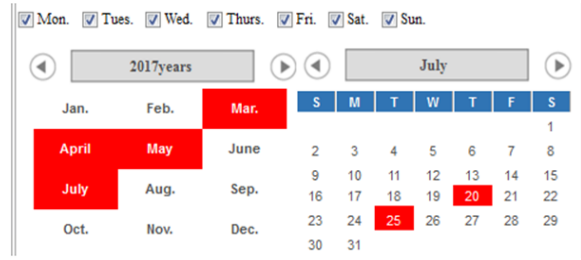 Mon. Tues. Wed. Thurs. Fri. Sat. Sun.
2017years
Jan. Feb. Mar.
April May June
July Aug. Sep.
Oct. Nov. Dec.
July
S M T W T F S
1
2 3 4 5 6 7 8
9 10 11 12 13 14 15
16 17 18 19 20 21 22
23 24 25 26 27 28 29
30 31